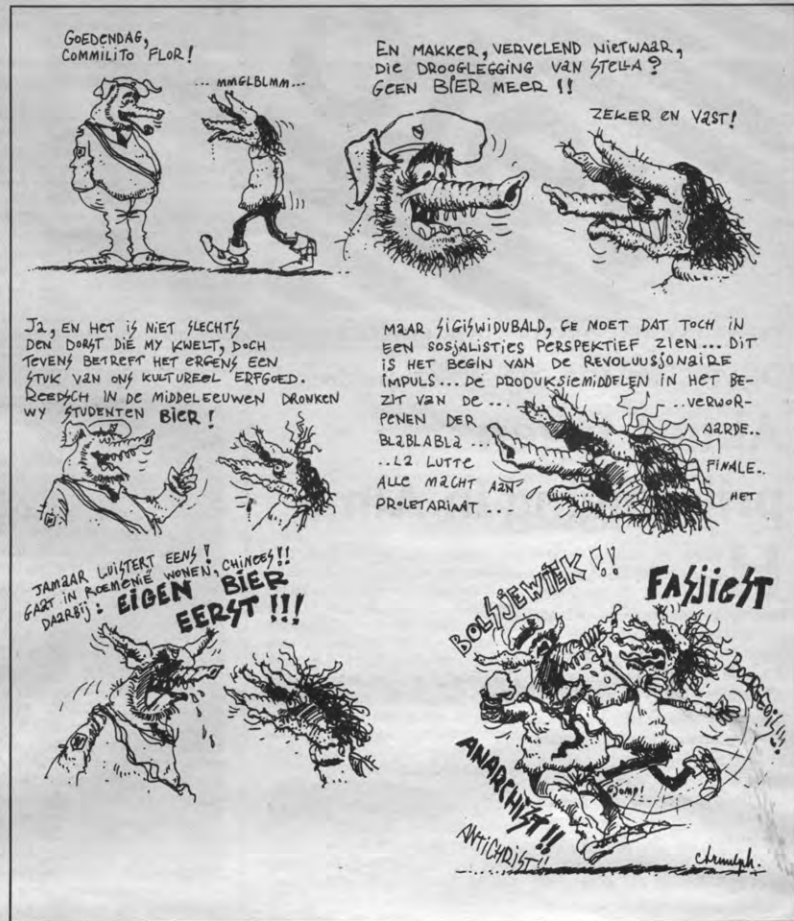 GOEDENDAG,
COMMILITO FLOR!
... MMGLBLMM...
EN MAKKER, VERVELEND NIETWAAR,
DIE DROOGLEGGING VAN STELLA?
GEEN BIER MEER !!
ZEKER EN VAST!
JA, EN HET IS NIET SLECHTS
DEN DORST DIE MY KWELT, DOCH
TEVENS BETREFT HET ERGENS EEN
STUK VAN ONS KULTUREEL ERFGOED.
REEDSCH IN DE MIDDELEEUWEN DRONKEN
WY STUDENTEN BIER!
MAAR SIGISWIDUBALD, GE MOET DAT TOCH IN
EEN SOSJALISTIES PERSPEKTIEF ZIEN... DIT
IS HET BEGIN VAN DE REVOLUUSJONAIRE
IMPULS... DE PRODUKSIEMIDDELEN IN HET BE-
ZIT VAN DE ... ..VERWOR-
PENEN DER AARDE..
BLABLABLA ...
..LA LUTTE FINALE..
ALLE MACHT AAN HET
PROLETARIAAT ...
JAMAAR LUISTERT EENS!
GAAT IN ROEMENIË WONEN, CHINEES!!
DAARBIJ: EIGEN BIER
EERST !!!
BOLSJEWIEK !!
FASJIEST
BOERGEOIL!!!
ANARCHIST!!
JUMP!
ANTICHRIST!!